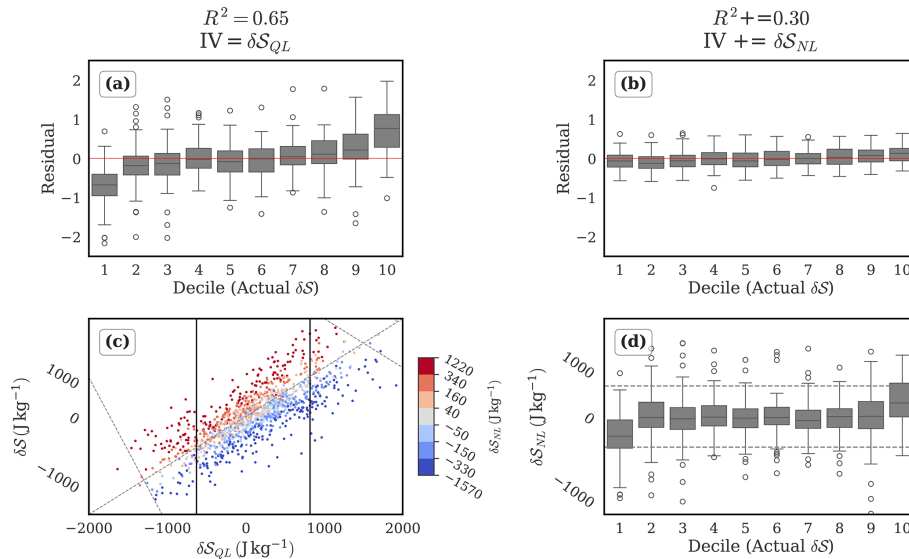 R² = 0.65
IV = δS_QL
R²+=0.30
IV += δS_NL
(a)
Residual
2
1
0
−1
−2
1 2 3 4 5 6 7 8 9 10
Decile (Actual δS)
(b)
Residual
2
1
0
−1
−2
1 2 3 4 5 6 7 8 9 10
Decile (Actual δS)
(c)
δS (J kg⁻¹)
1000
0
−1000
−2000 −1000 0 1000 2000
δS_QL (J kg⁻¹)
1220
340
160
40
−50
−150
−330
−1570
δS_NL (J kg⁻¹)
(d)
δS_NL (J kg⁻¹)
1000
0
−1000
1 2 3 4 5 6 7 8 9 10
Decile (Actual δS)